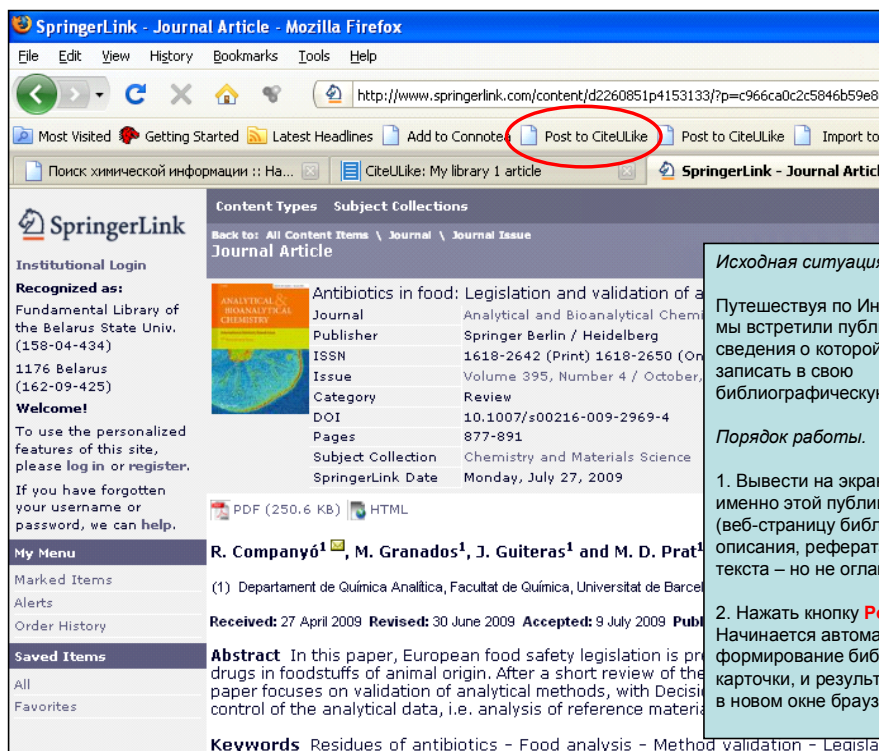 SpringerLink - Journal Article - Mozilla Firefox
File Edit View History Bookmarks Tools Help
http://www.springerlink.com/content/d2260851p4153133/?p=c966ca0c2c5846b59e8
Most Visited Getting Started Latest Headlines Add to Connotea Post to CiteULike Post to CiteULike Import to
Поиск химической информации :: На... CiteULike: My library 1 article SpringerLink - Journal Articl
SpringerLink
Institutional Login
Recognized as:
Fundamental Library of
the Belarus State Univ.
(158-04-434)
1176 Belarus
(162-09-425)
Welcome!
To use the personalized
features of this site,
please log in or register.
If you have forgotten
your username or
password, we can help.
My Menu
Marked Items
Alerts
Order History
Saved Items
All
Favorites
Content Types Subject Collections
Back to: All Content Items \ Journal \ Journal Issue
Journal Article
ANALYTICAL &
BIOANALYTICAL
CHEMISTRY
Antibiotics in food: Legislation and validation of a
Journal Analytical and Bioanalytical Chemi
Publisher Springer Berlin / Heidelberg
ISSN 1618-2642 (Print) 1618-2650 (On
Issue Volume 395, Number 4 / October,
Category Review
DOI 10.1007/s00216-009-2969-4
Pages 877-891
Subject Collection Chemistry and Materials Science
SpringerLink Date Monday, July 27, 2009
PDF (250.6 KB) HTML
R. Companyó1, M. Granados1, J. Guiteras1 and M. D. Prat1
(1) Departament de Química Analítica, Facultat de Química, Universitat de Barcel
Received: 27 April 2009 Revised: 30 June 2009 Accepted: 9 July 2009 Publ
Abstract In this paper, European food safety legislation is pr
drugs in foodstuffs of animal origin. After a short review of the
paper focuses on validation of analytical methods, with Decisi
control of the analytical data, i.e. analysis of reference materia
Keywords Residues of antibiotics - Food analysis - Method validation - Legisla
Исходная ситуация
Путешествуя по Ин
мы встретили публи
сведения о которой
записать в свою
библиографическую
Порядок работы.
1. Вывести на экран
именно этой публик
(веб-страницу библ
описания, реферат
текста – но не огла
2. Нажать кнопку Po
Начинается автома
формирование биб
карточки, и результ
в новом окне брауз